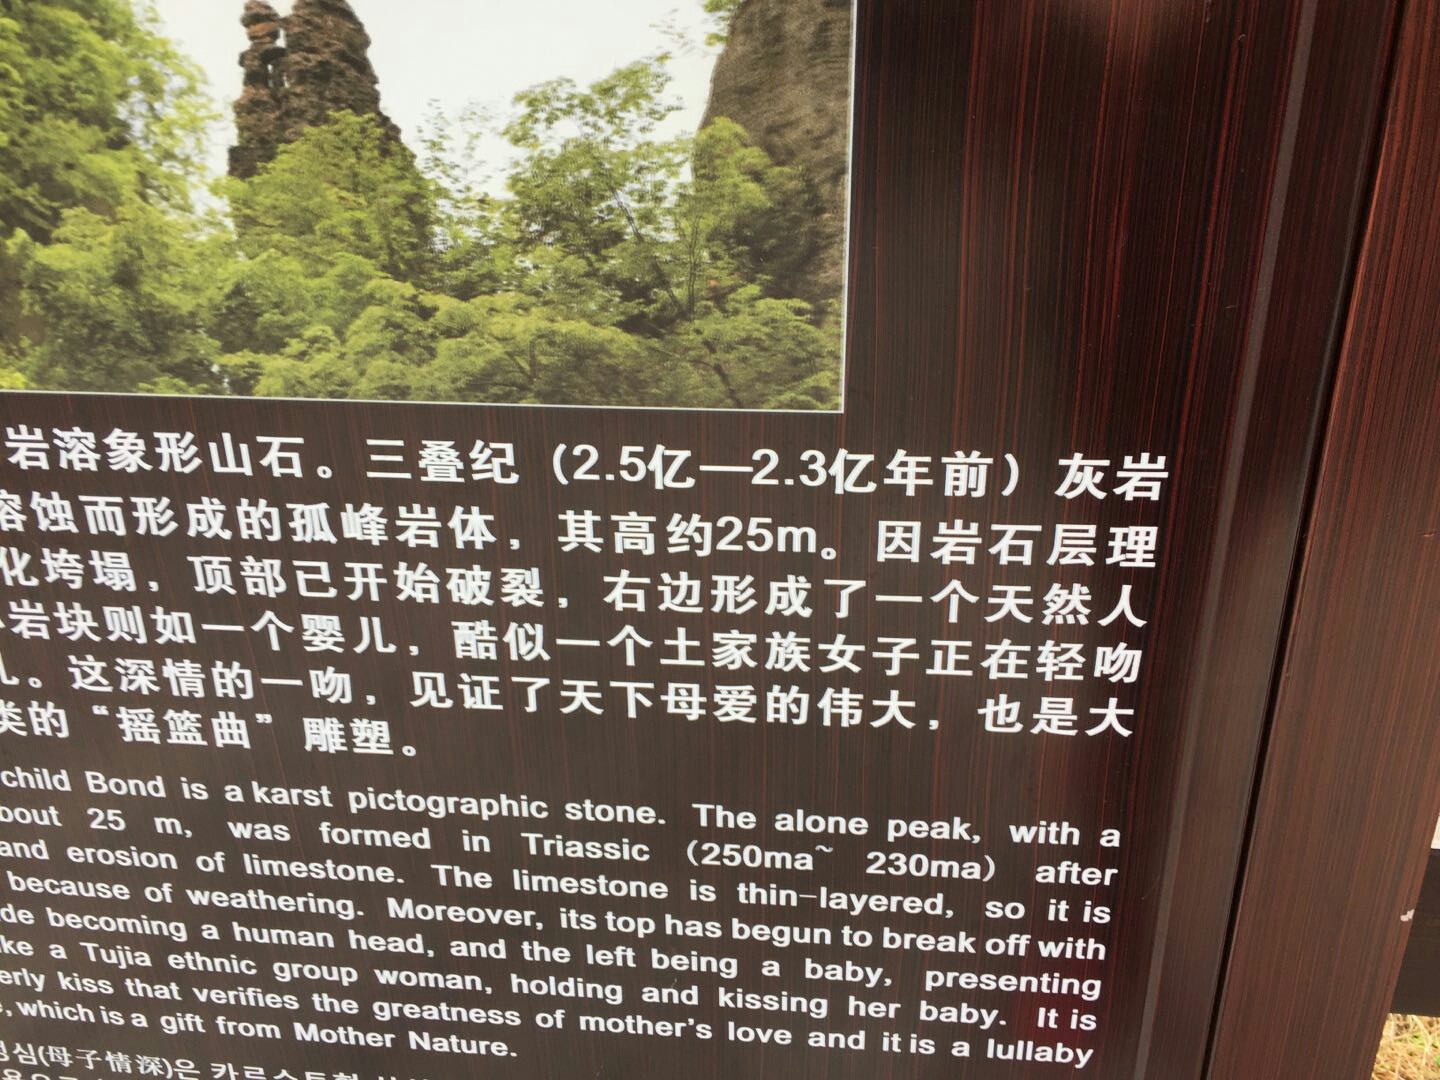 岩溶象形山石。三叠纪（2.5亿—2.3亿年前）灰岩
溶蚀而形成的孤峰岩体，其高约25m。因岩石层理
化垮塌，顶部已开始破裂，右边形成了一个天然人
岩块则如一个婴儿，酷似一个土家族女子正在轻吻
。这深情的一吻，见证了天下母爱的伟大，也是大
类的“摇篮曲”雕塑。
child Bond is a karst pictographic stone. The alone peak, with a
bout 25 m, was formed in Triassic (250ma~ 230ma) after
and erosion of limestone. The limestone is thin-layered, so it is
because of weathering. Moreover, its top has begun to break off with
de becoming a human head, and the left being a baby, presenting
ke a Tujia ethnic group woman, holding and kissing her baby. It is
erly kiss that verifies the greatness of mother's love and it is a lullaby
, which is a gift from Mother Nature.
심(母子情深)은